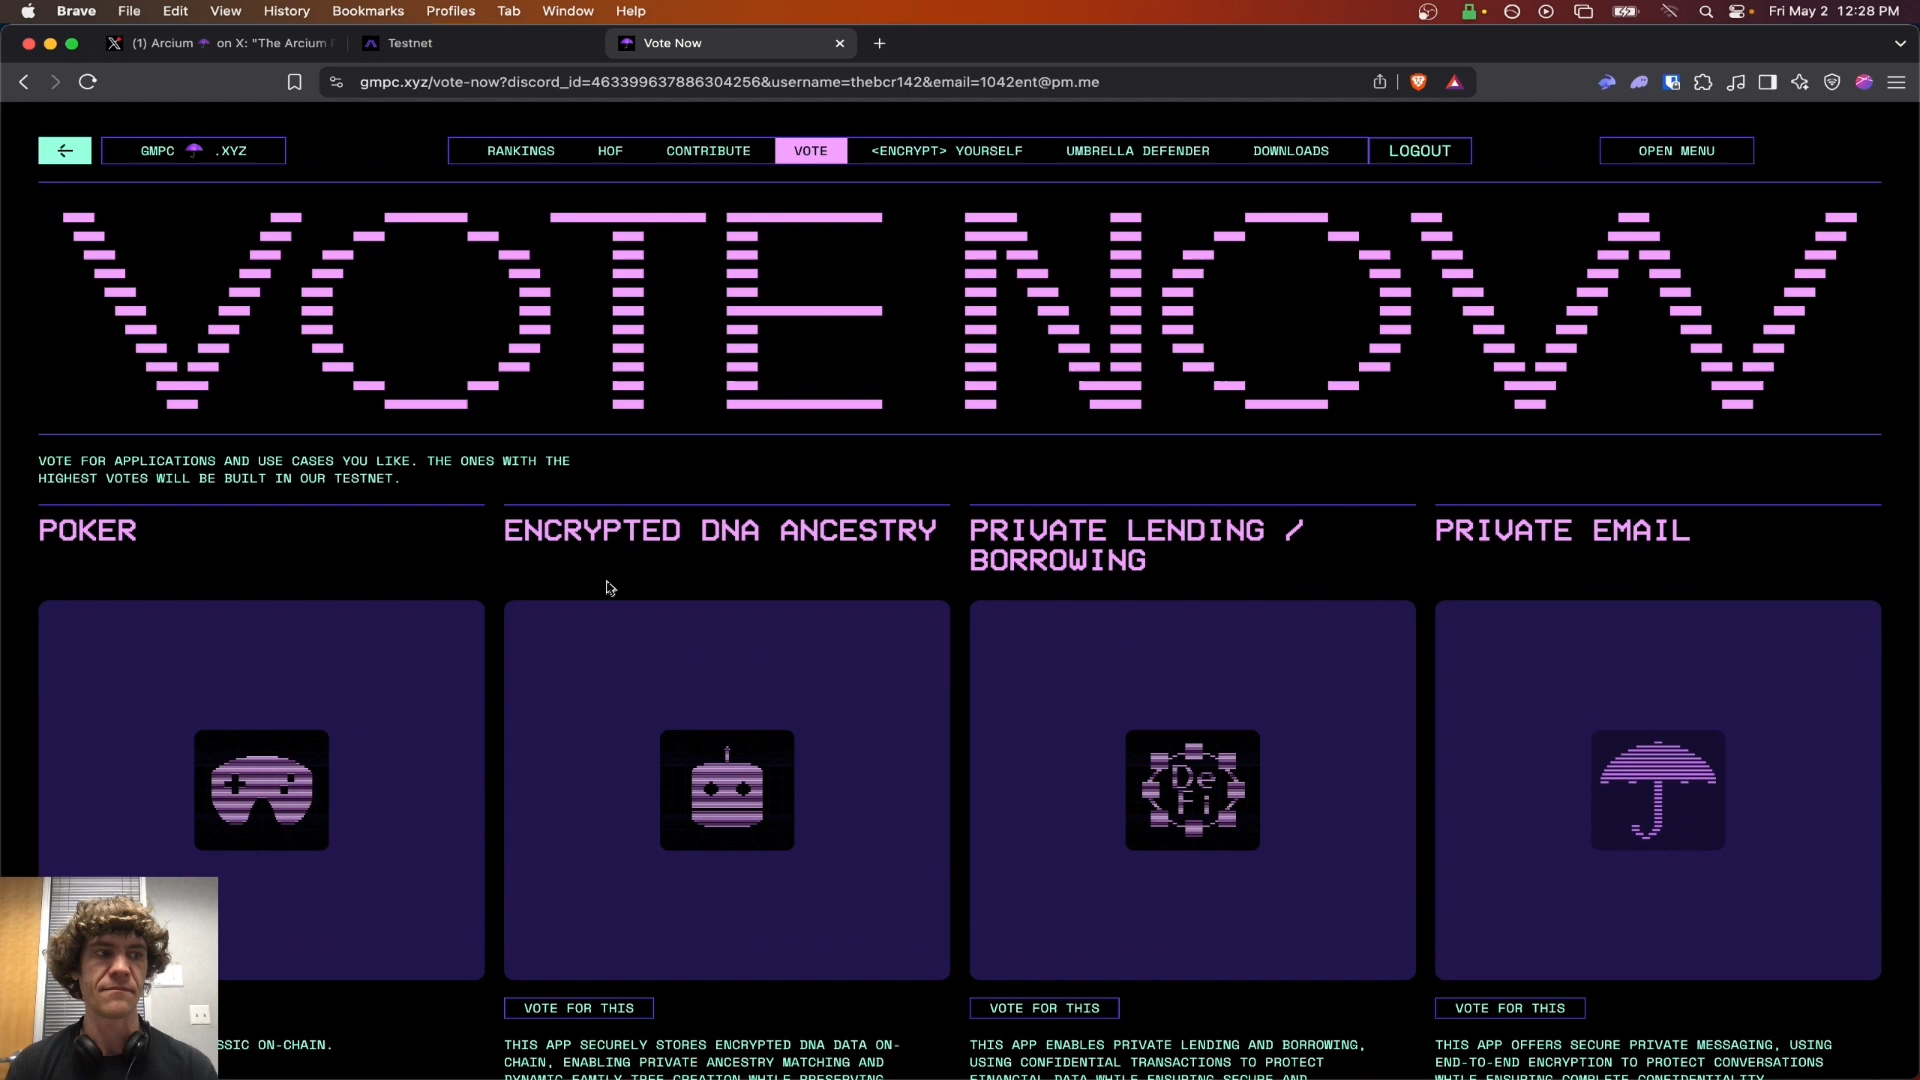 Brave File Edit View History Bookmarks Profiles Tab Window Help Fri May 2 12:28 PM
(1) Arcium on X: "The Arcium
Testnet
Vote Now
gmpc.xyz/vote-now?discord_id=463399637886304256&username=thebcr142&email=1042ent@pm.me
GMPC .XYZ
RANKINGS HOF CONTRIBUTE VOTE <ENCRYPT> YOURSELF UMBRELLA DEFENDER DOWNLOADS LOGOUT
OPEN MENU
VOTE NOW
VOTE FOR APPLICATIONS AND USE CASES YOU LIKE. THE ONES WITH THE
HIGHEST VOTES WILL BE BUILT IN OUR TESTNET.
POKER
SSIC ON-CHAIN.
ENCRYPTED DNA ANCESTRY
VOTE FOR THIS
THIS APP SECURELY STORES ENCRYPTED DNA DATA ON-
CHAIN, ENABLING PRIVATE ANCESTRY MATCHING AND
DYNAMIC FAMILY TREE CREATION WHILE PRESERVING
PRIVATE LENDING /
BORROWING
DeFi
VOTE FOR THIS
THIS APP ENABLES PRIVATE LENDING AND BORROWING,
USING CONFIDENTIAL TRANSACTIONS TO PROTECT
FINANCIAL DATA WHILE ENSURING SECURE AND
PRIVATE EMAIL
VOTE FOR THIS
THIS APP OFFERS SECURE PRIVATE MESSAGING, USING
END-TO-END ENCRYPTION TO PROTECT CONVERSATIONS
WHILE ENSURING COMPLETE CONFIDENTIALITY